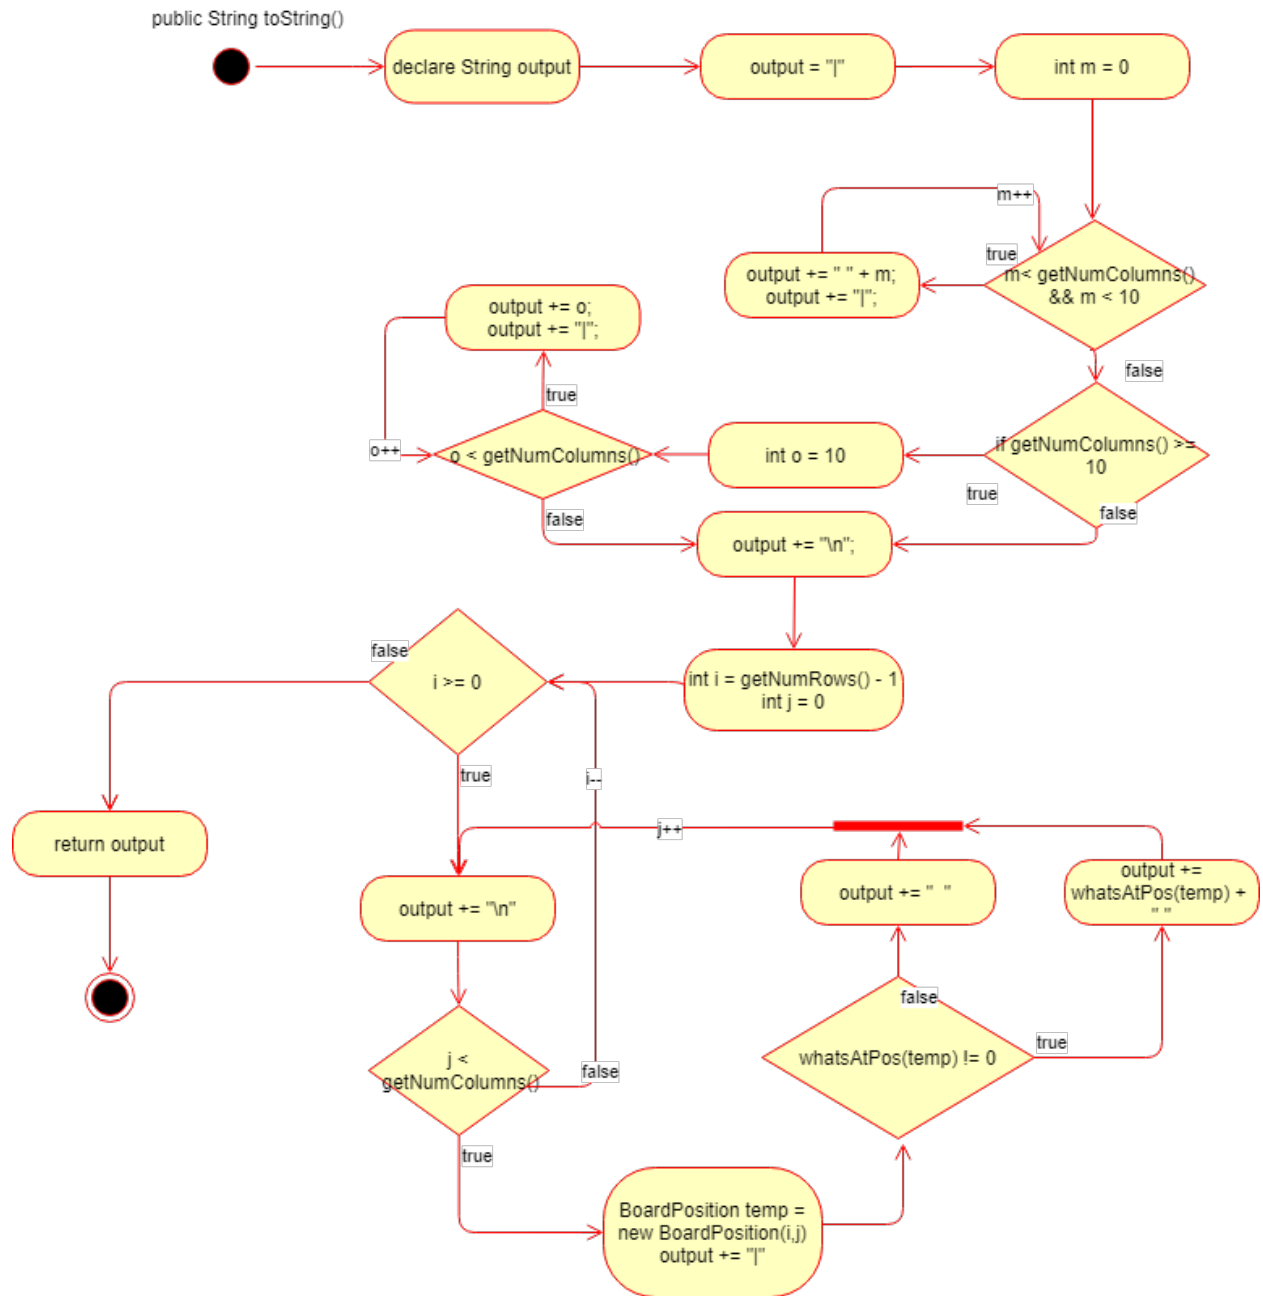 public String toString()
declare String output
output = "|"
int m = 0
m++
true
m< getNumColumns()
&& m < 10
output += " " + m;
output += "|";
false
output += o;
output += "|";
true
o++
o < getNumColumns()
int o = 10
if getNumColumns() >=
10
true
false
false
output += "\n";
false
i >= 0
int i = getNumRows() - 1
int j = 0
true
i--
j++
return output
output += "\n"
output += "  "
output +=
whatsAtPos(temp) +
" "
false
j <
getNumColumns()
false
whatsAtPos(temp) != 0
true
true
BoardPosition temp =
new BoardPosition(i,j)
output += "|"